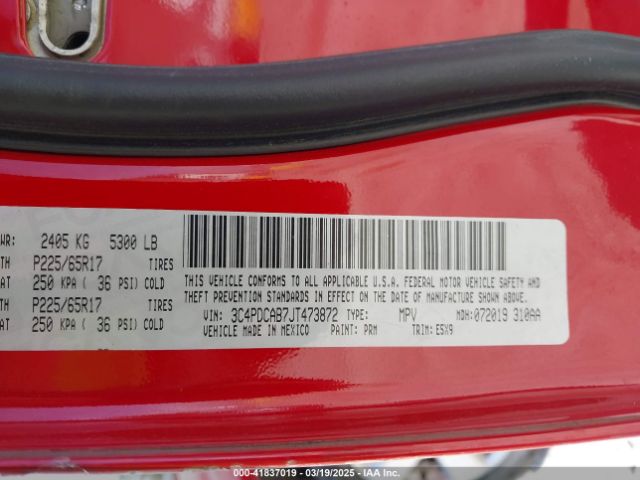 WR: 2405 KG 5300 LB
TH P225/65R17 TIRES
AT 250 KPA ( 36 PSI) COLD
TH P225/65R17 TIRES
AT 250 KPA ( 36 PSI) COLD
THIS VEHICLE CONFORMS TO ALL APPLICABLE U.S.A. FEDERAL MOTOR VEHICLE SAFETY AND
THEFT PREVENTION STANDARDS IN EFFECT ON THE DATE OF MANUFACTURE SHOWN ABOVE.
VIN: 3C4PDCAB7JT473872 TYPE: MPV MDH:072019 310AA
VEHICLE MADE IN MEXICO PAINT: PRM TRIM: E5X9
© - 41837019 - 03/19/2025 - IAA Inc.